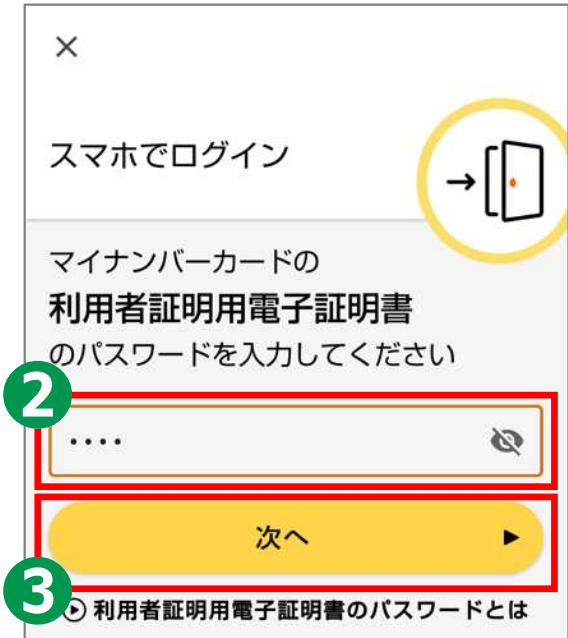 ×
スマホでログイン
マイナンバーカードの
利用者証明用電子証明書
のパスワードを入力してください
2
····
次へ
3
利用者証明用電子証明書のパスワードとは